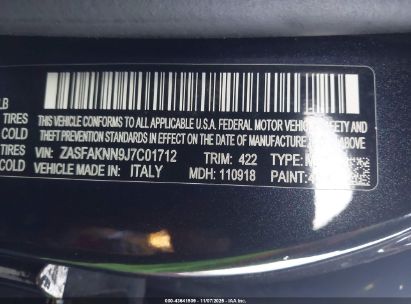 LB
TIRES
COLD
TIRES
COLD
THIS VEHICLE CONFORMS TO ALL APPLICABLE U.S.A. FEDERAL MOTOR VEHICLE SAFETY AND
THEFT PREVENTION STANDARDS IN EFFECT ON THE DATE OF MANUFACTURE SHOWN ABOVE.
VIN: ZASFAKNN9J7C01712 TRIM: 422 TYPE:
VEHICLE MADE IN: ITALY MDH: 110918 PAINT:
000-43641909 - 11/07/2025 - IAA Inc.